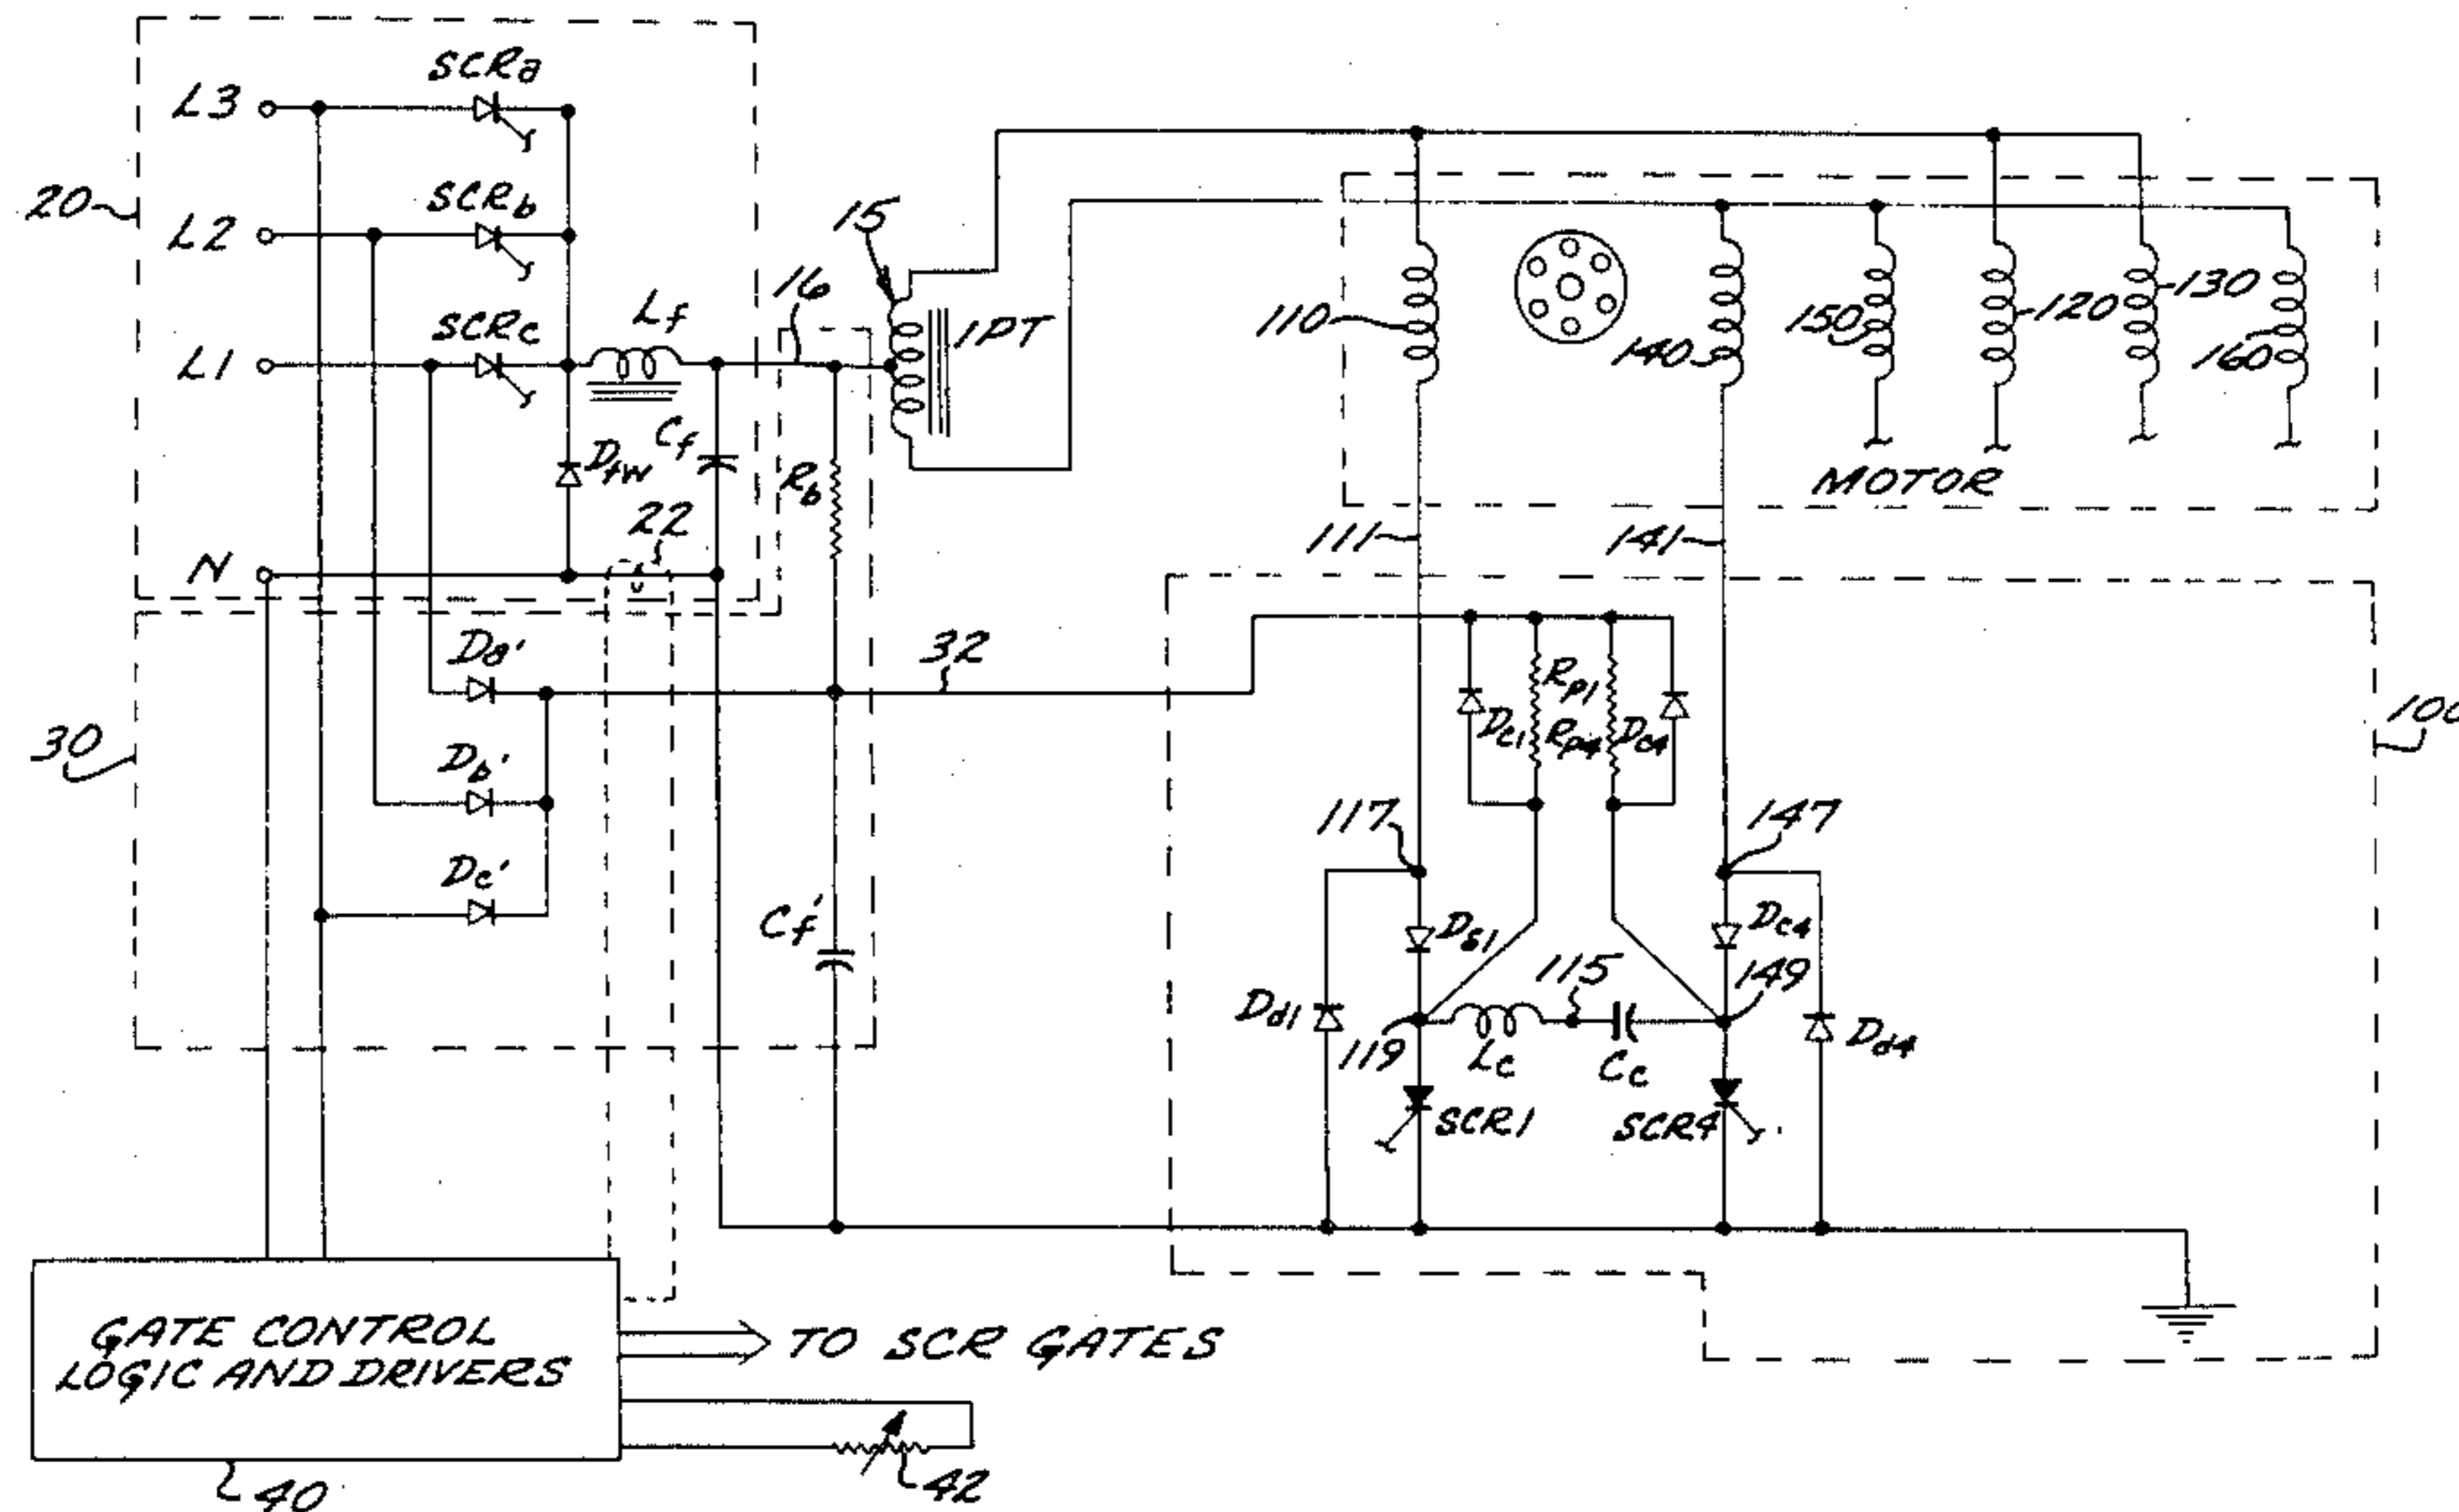 SCRa
L3
20
SCRb
L2
15
16
Lf
1PT
SCRc
L1
110
140
150
120
130
160
Cf
Dfw
Rb
MOTOR
22
N
111
141
Da'
32
Rp1
Dc1
Rp4
Dc4
100
30
Db'
117
147
Dc'
Cf'
Ds1
Dc4
115
149
Dd1
119
Lc
Cc
Dd4
SCR1
SCR4
GATE CONTROL
LOGIC AND DRIVERS
TO SCR GATES
42
40